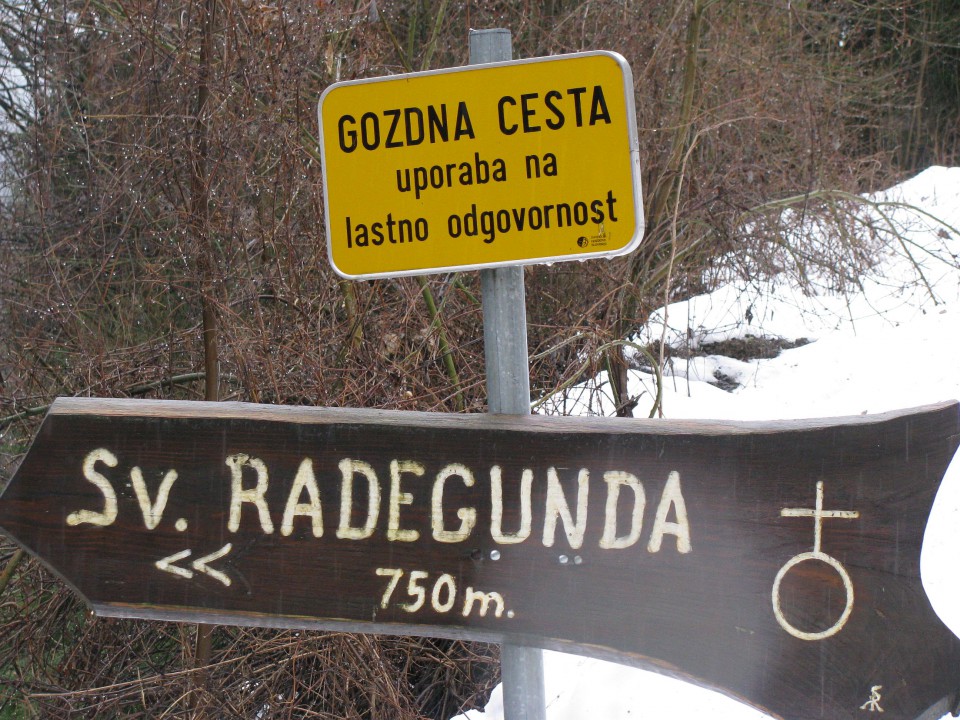 GOZDNA CESTA
uporaba na
lastno odgovornost
Sv. RADEGUNDA
<< 750 m.